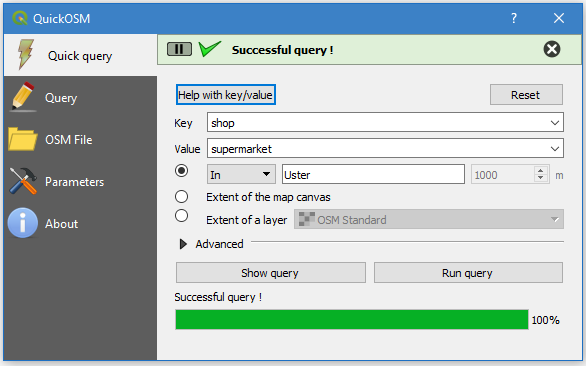 QuickOSM
? ×
Quick query
Query
OSM File
Parameters
About
Successful query !
Help with key/value Reset
Key shop
Value supermarket
In Uster 1000 m
Extent of the map canvas
Extent of a layer OSM Standard
Advanced
Show query Run query
Successful query !
100%